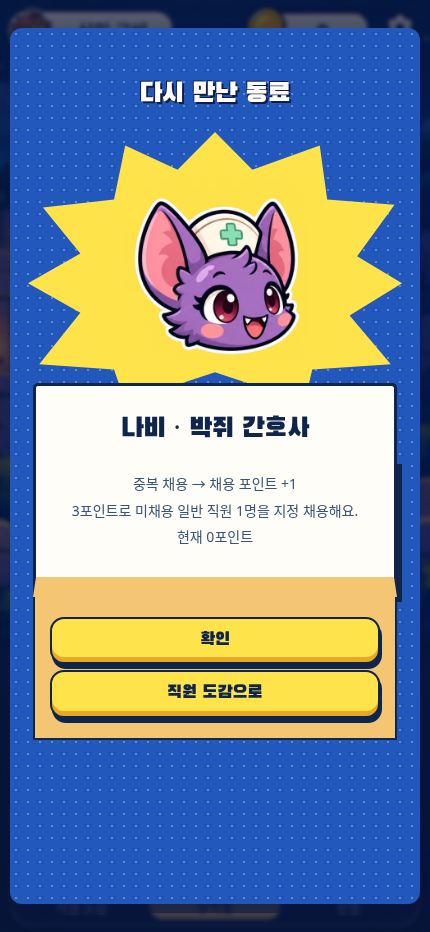 다시 만난 동료
나비 · 박쥐 간호사
중복 채용 → 채용 포인트 +1
3포인트로 미채용 일반 직원 1명을 지정 채용해요.
현재 0포인트
확인
직원 도감으로